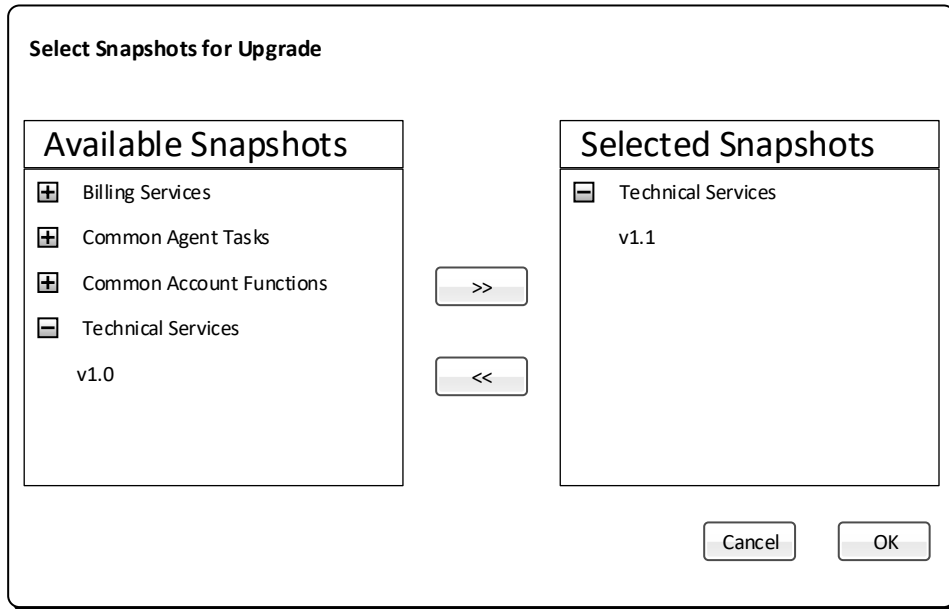 Select Snapshots for Upgrade
Available Snapshots
Billing Services
Common Agent Tasks
Common Account Functions
Technical Services
v1.0
>>
<<
Selected Snapshots
Technical Services
v1.1
Cancel
OK